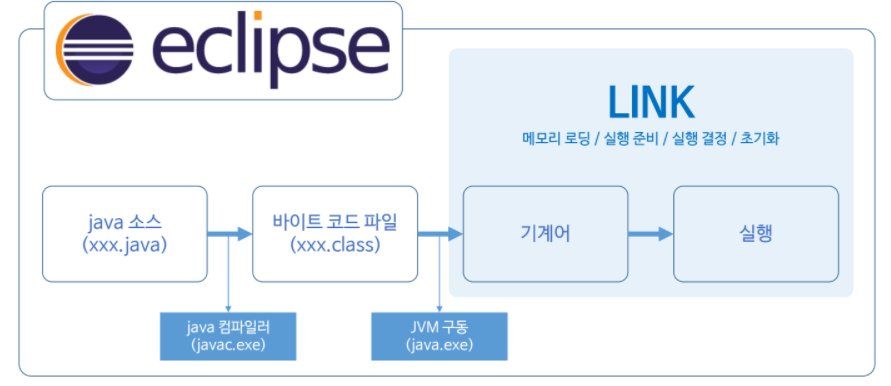 eclipse
LINK
메모리 로딩 / 실행 준비 / 실행 결정 / 초기화
java 소스
(xxx.java)
바이트 코드 파일
(xxx.class)
기계어
실행
java 컴파일러
(javac.exe)
JVM 구동
(java.exe)